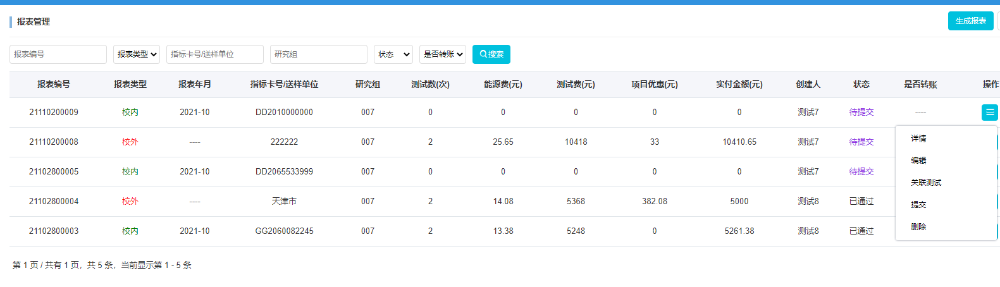 报表管理
生成报表
报表编号 报表类型 指标卡号/送样单位 研究组 状态 是否转账 搜索
报表编号 报表类型 报表年月 指标卡号/送样单位 研究组 测试数(次) 能源费(元) 测试费(元) 项目优惠(元) 实付金额(元) 创建人 状态 是否转账 操作
21110200009 校内 2021-10 DD2010000000 007 0 0 0 0 0 测试7 待提交 ----
21110200008 校外 ---- 222222 007 2 25.65 10418 33 10410.65 测试7 待提交
21102800005 校内 2021-10 DD2065533999 007 0 0 0 0 0 测试7 待提交
21102800004 校外 ---- 天津市 007 2 14.08 5368 382.08 5000 测试8 已通过
21102800003 校内 2021-10 GG2060082245 007 2 13.38 5248 0 5261.38 测试8 已通过
详情
编辑
关联测试
提交
删除
第 1 页 / 共有 1 页，共 5 条，当前显示第 1 - 5 条